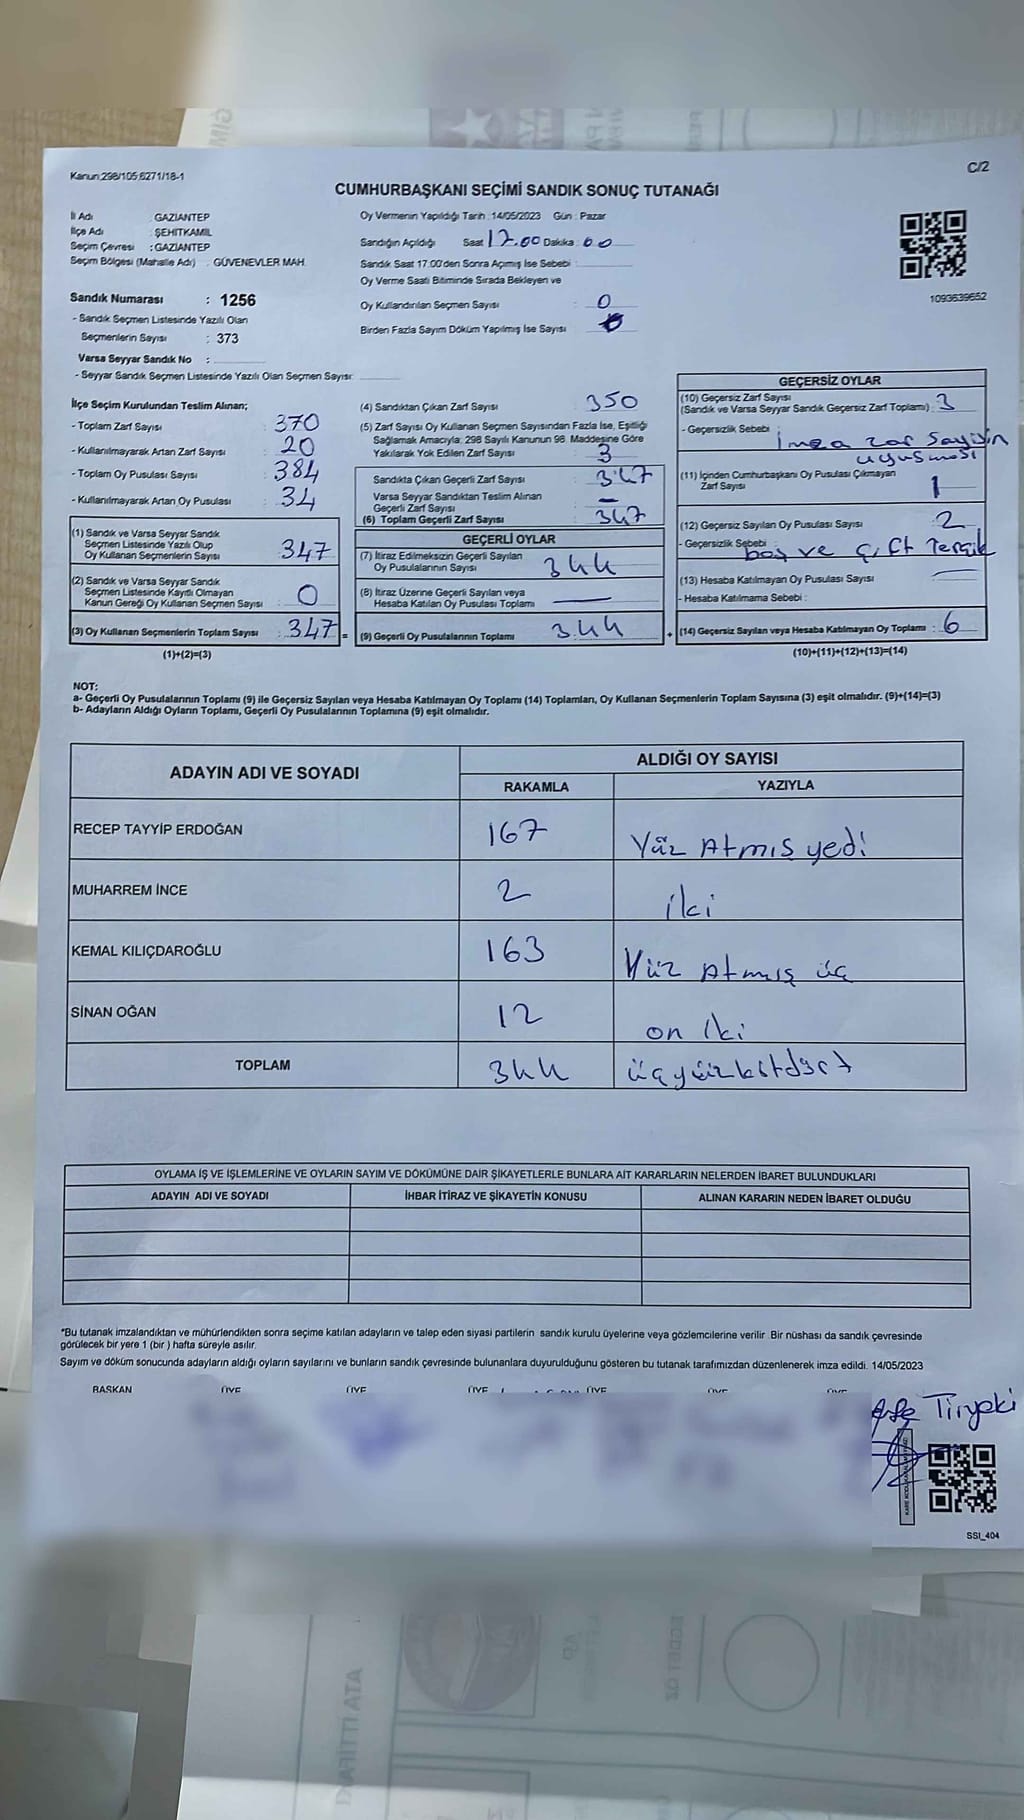 Kanun:298/105;6271/18-1
C/2
CUMHURBAŞKANI SEÇİMİ SANDIK SONUÇ TUTANAĞI
İl Adı : GAZİANTEP
İlçe Adı : ŞEHİTKAMİL
Seçim Çevresi : GAZİANTEP
Seçim Bölgesi (Mahalle Adı) : GÜVENEVLER MAH.
Sandık Numarası : 1256
- Sandık Seçmen Listesinde Yazılı Olan
Seçmenlerin Sayısı : 373
Varsa Seyyar Sandık No :
- Seyyar Sandık Seçmen Listesinde Yazılı Olan Seçmen Sayısı:
Oy Vermenin Yapıldığı Tarih : 14/05/2023 Gün : Pazar
Sandığın Açıldığı Saat 17.00 Dakika : 00
Sandık Saat 17:00'den Sonra Açılmış İse Sebebi :
Oy Verme Saati Bitiminde Sırada Bekleyen ve
Oy Kullandırılan Seçmen Sayısı : 0
Birden Fazla Sayım Döküm Yapılmış İse Sayısı :
1093639652
İlçe Seçim Kurulundan Teslim Alınan;
- Toplam Zarf Sayısı : 370
- Kullanılmayarak Artan Zarf Sayısı : 20
- Toplam Oy Pusulası Sayısı : 384
- Kullanılmayarak Artan Oy Pusulası : 34
(1) Sandık ve Varsa Seyyar Sandık
Seçmen Listesinde Yazılı Olup
Oy Kullanan Seçmenlerin Sayısı : 347
(2) Sandık ve Varsa Seyyar Sandık
Seçmen Listesinde Kayıtlı Olmayan
Kanun Gereği Oy Kullanan Seçmen Sayısı : 0
(3) Oy Kullanan Seçmenlerin Toplam Sayısı : 347 =
(1)+(2)=(3)
(4) Sandıktan Çıkan Zarf Sayısı : 350
(5) Zarf Sayısı Oy Kullanan Seçmen Sayısından Fazla İse, Eşitliği
Sağlamak Amacıyla; 298 Sayılı Kanunun 98. Maddesine Göre
Yakılarak Yok Edilen Zarf Sayısı : 3
Sandıkta Çıkan Geçerli Zarf Sayısı : 347
Varsa Seyyar Sandıktan Teslim Alınan
Geçerli Zarf Sayısı : –
(6) Toplam Geçerli Zarf Sayısı : 347
GEÇERLİ OYLAR
(7) İtiraz Edilmeksizin Geçerli Sayılan
Oy Pusulalarının Sayısı : 344
(8) İtiraz Üzerine Geçerli Sayılan veya
Hesaba Katılan Oy Pusulası Toplamı : —
(9) Geçerli Oy Pusulalarının Toplamı : 344 +
GEÇERSİZ OYLAR
(10) Geçersiz Zarf Sayısı
(Sandık ve Varsa Seyyar Sandık Geçersiz Zarf Toplamı) : 3
- Geçersizlik Sebebi : imza zarf sayısın
(11) İçinden Cumhurbaşkanı Oy Pusulası Çıkmayan
Zarf Sayısı : 1
(12) Geçersiz Sayılan Oy Pusulası Sayısı : 2
- Geçersizlik Sebebi : boş ve çift Tercik
(13) Hesaba Katılmayan Oy Pusulası Sayısı : —
- Hesaba Katılmama Sebebi :
(14) Geçersiz Sayılan veya Hesaba Katılmayan Oy Toplamı : 6
(10)+(11)+(12)+(13)=(14)
NOT:
a- Geçerli Oy Pusulalarının Toplamı (9) ile Geçersiz Sayılan veya Hesaba Katılmayan Oy Toplamı (14) Toplamları, Oy Kullanan Seçmenlerin Toplam Sayısına (3) eşit olmalıdır. (9)+(14)=(3)
b- Adayların Aldığı Oyların Toplamı, Geçerli Oy Pusulalarının Toplamına (9) eşit olmalıdır.
ADAYIN ADI VE SOYADI
ALDIĞI OY SAYISI
RAKAMLA YAZIYLA
RECEP TAYYİP ERDOĞAN 167 Yüz Atmış yedi
MUHARREM İNCE 2 iki
KEMAL KILIÇDAROĞLU 163 Yüz Atmış üç
SİNAN OĞAN 12 on iki
TOPLAM 344 üçyüzkırtdört
OYLAMA İŞ VE İŞLEMLERİNE VE OYLARIN SAYIM VE DÖKÜMÜNE DAİR ŞİKAYETLERLE BUNLARA AİT KARARLARIN NELERDEN İBARET BULUNDUKLARI
ADAYIN ADI VE SOYADI İHBAR İTİRAZ VE ŞİKAYETİN KONUSU ALINAN KARARIN NEDEN İBARET OLDUĞU
*Bu tutanak imzalandıktan ve mühürlendikten sonra seçime katılan adayların ve talep eden siyasi partilerin sandık kurulu üyelerine veya gözlemcilerine verilir. Bir nüshası da sandık çevresinde
görülecek bir yere 1 (bir) hafta süreyle asılır.
Sayım ve döküm sonucunda adayların aldığı oyların sayılarını ve bunların sandık çevresinde bulunanlara duyurulduğunu gösteren bu tutanak tarafımızdan düzenlenerek imza edildi. 14/05/2023
BAŞKAN ÜYE ÜYE ÜYE ÜYE ÜYE ÜYE
Tiryaki
SSI_404